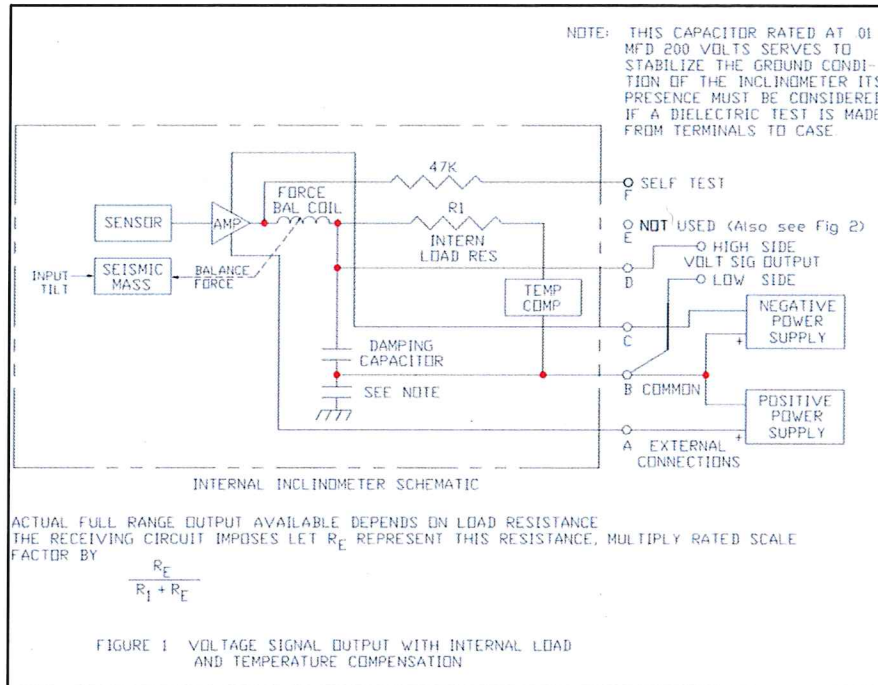 NOTE: THIS CAPACITOR RATED AT .01
MFD 200 VOLTS SERVES TO
STABILIZE THE GROUND CONDI-
TION OF THE INCLINOMETER ITS
PRESENCE MUST BE CONSIDERED
IF A DIELECTRIC TEST IS MADE
FROM TERMINALS TO CASE.
47K
F SELF TEST
FORCE
BAL COIL
R1
SENSOR
AMP
E NOT USED (Also see Fig 2)
INTERN
LOAD RES
HIGH SIDE
VOLT SIG OUTPUT
D
LOW SIDE
INPUT
TILT
SEISMIC
MASS
BALANCE
FORCE
TEMP
COMP
C
NEGATIVE
POWER
SUPPLY
+
DAMPING
CAPACITOR
SEE NOTE
B COMMON
POSITIVE
POWER
SUPPLY
+
A EXTERNAL
CONNECTIONS
INTERNAL INCLINOMETER SCHEMATIC
ACTUAL FULL RANGE OUTPUT AVAILABLE DEPENDS ON LOAD RESISTANCE
THE RECEIVING CIRCUIT IMPOSES LET RE REPRESENT THIS RESISTANCE, MULTIPLY RATED SCALE
FACTOR BY
RE
R1 + RE
FIGURE 1 VOLTAGE SIGNAL OUTPUT WITH INTERNAL LOAD
AND TEMPERATURE COMPENSATION